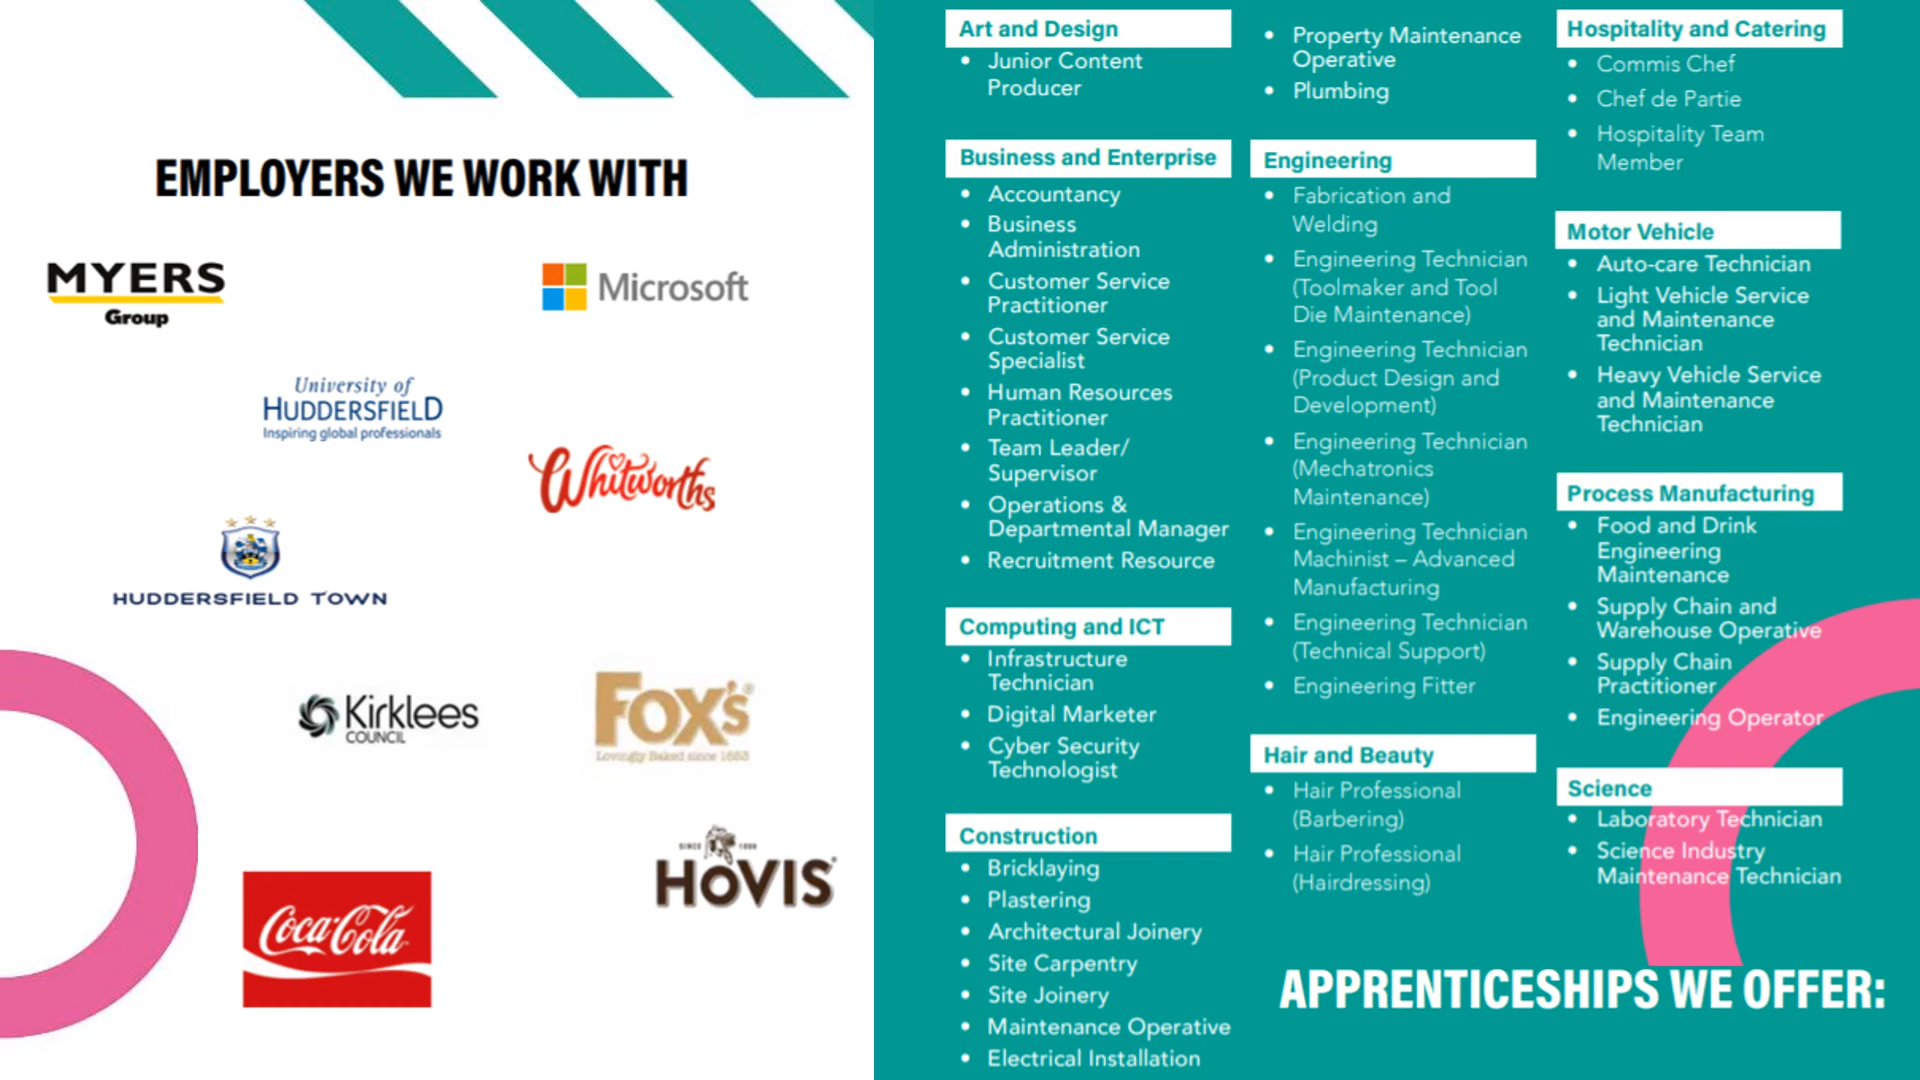 EMPLOYERS WE WORK WITH
MYERS
Group
Microsoft
University of
HUDDERSFIELD
Inspiring global professionals
Whitworths
HUDDERSFIELD TOWN
Kirklees
COUNCIL
FOX'S®
Lovingly Baked since 1853
SINCE 1890
HOVIS
Coca-Cola
Art and Design
• Junior Content
Producer
Business and Enterprise
• Accountancy
• Business
Administration
• Customer Service
Practitioner
• Customer Service
Specialist
• Human Resources
Practitioner
• Team Leader/
Supervisor
• Operations &
Departmental Manager
• Recruitment Resource
Computing and ICT
• Infrastructure
Technician
• Digital Marketer
• Cyber Security
Technologist
Construction
• Bricklaying
• Plastering
• Architectural Joinery
• Site Carpentry
• Site Joinery
• Maintenance Operative
• Electrical Installation
• Property Maintenance
Operative
• Plumbing
Engineering
• Fabrication and
Welding
• Engineering Technician
(Toolmaker and Tool
Die Maintenance)
• Engineering Technician
(Product Design and
Development)
• Engineering Technician
(Mechatronics
Maintenance)
• Engineering Technician
Machinist – Advanced
Manufacturing
• Engineering Technician
(Technical Support)
• Engineering Fitter
Hair and Beauty
• Hair Professional
(Barbering)
• Hair Professional
(Hairdressing)
Hospitality and Catering
• Commis Chef
• Chef de Partie
• Hospitality Team
Member
Motor Vehicle
• Auto-care Technician
• Light Vehicle Service
and Maintenance
Technician
• Heavy Vehicle Service
and Maintenance
Technician
Process Manufacturing
• Food and Drink
Engineering
Maintenance
• Supply Chain and
Warehouse Operative
• Supply Chain
Practitioner
• Engineering Operator
Science
• Laboratory Technician
• Science Industry
Maintenance Technician
APPRENTICESHIPS WE OFFER: